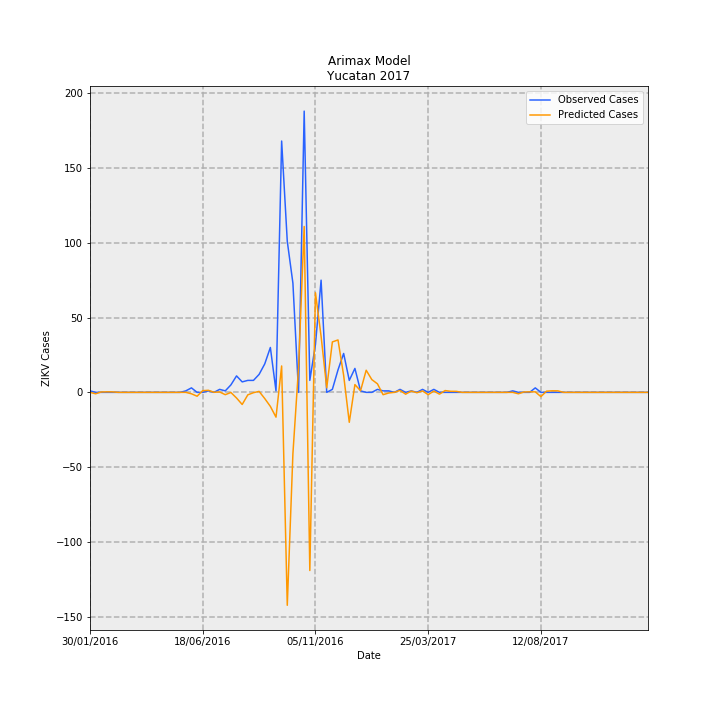 Arimax Model
Yucatan 2017
Observed Cases
Predicted Cases
200
150
100
50
0
−50
−100
−150
ZIKV Cases
30/01/2016
18/06/2016
05/11/2016
25/03/2017
12/08/2017
Date